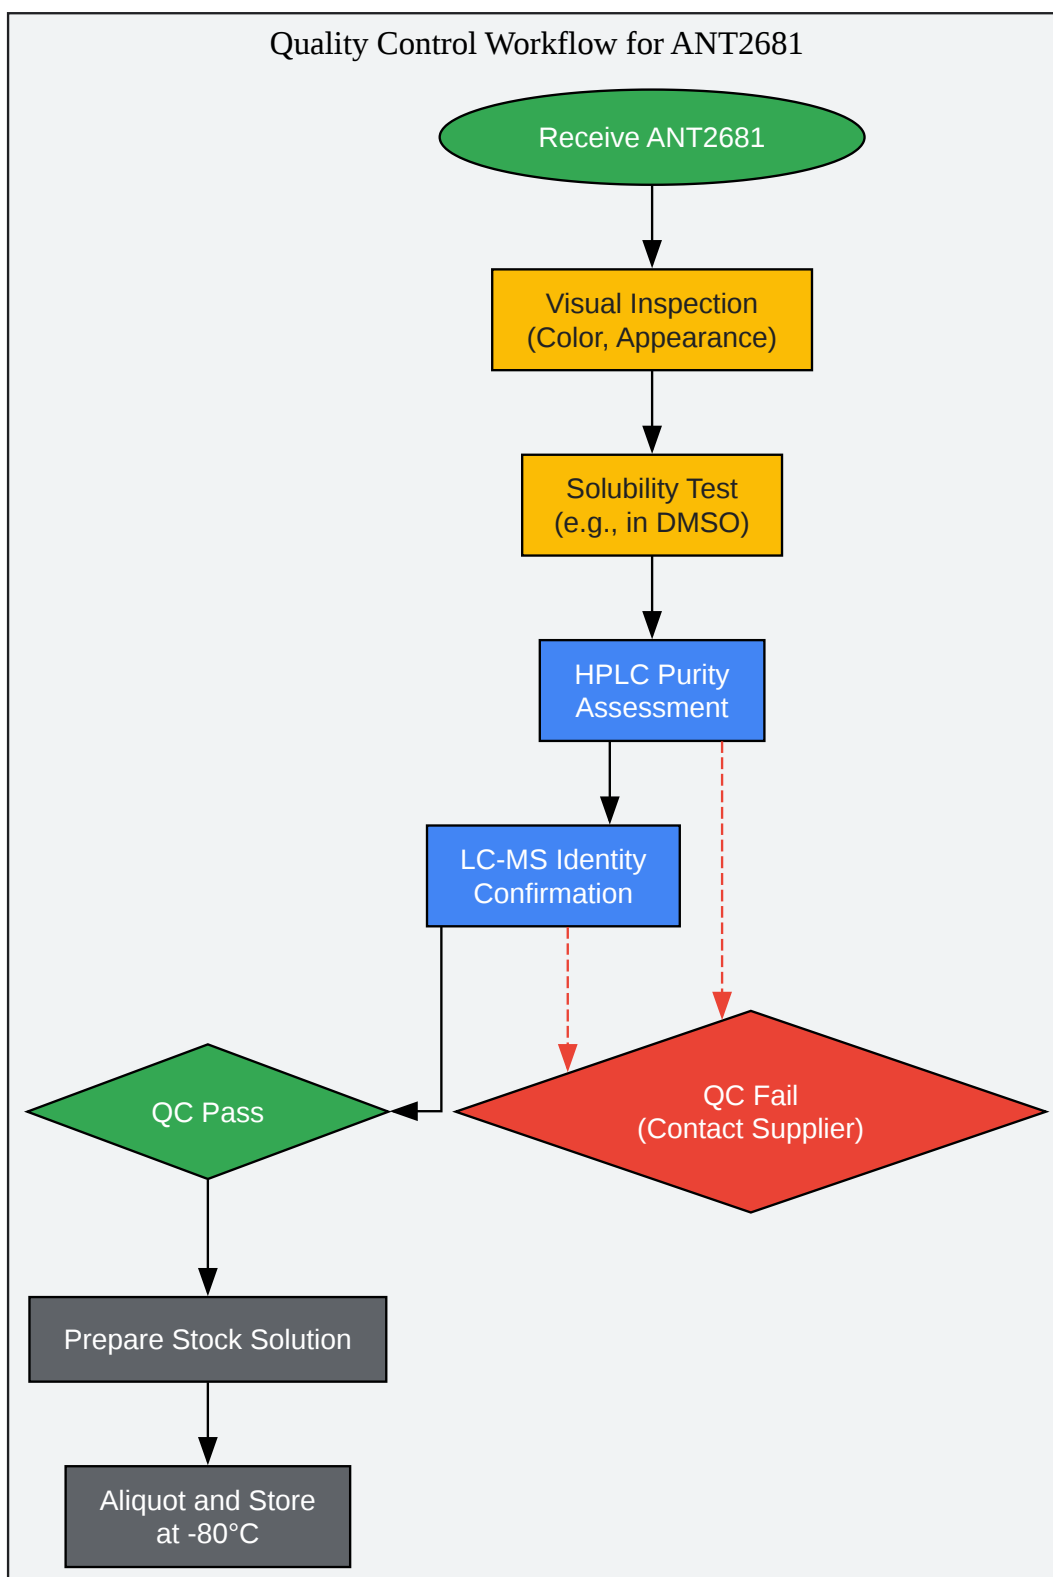 Quality Control Workflow for ANT2681
Receive ANT2681
Visual Inspection
(Color, Appearance)
Solubility Test
(e.g., in DMSO)
HPLC Purity
Assessment
LC-MS Identity
Confirmation
QC Pass
QC Fail
(Contact Supplier)
Prepare Stock Solution
Aliquot and Store
at -80°C